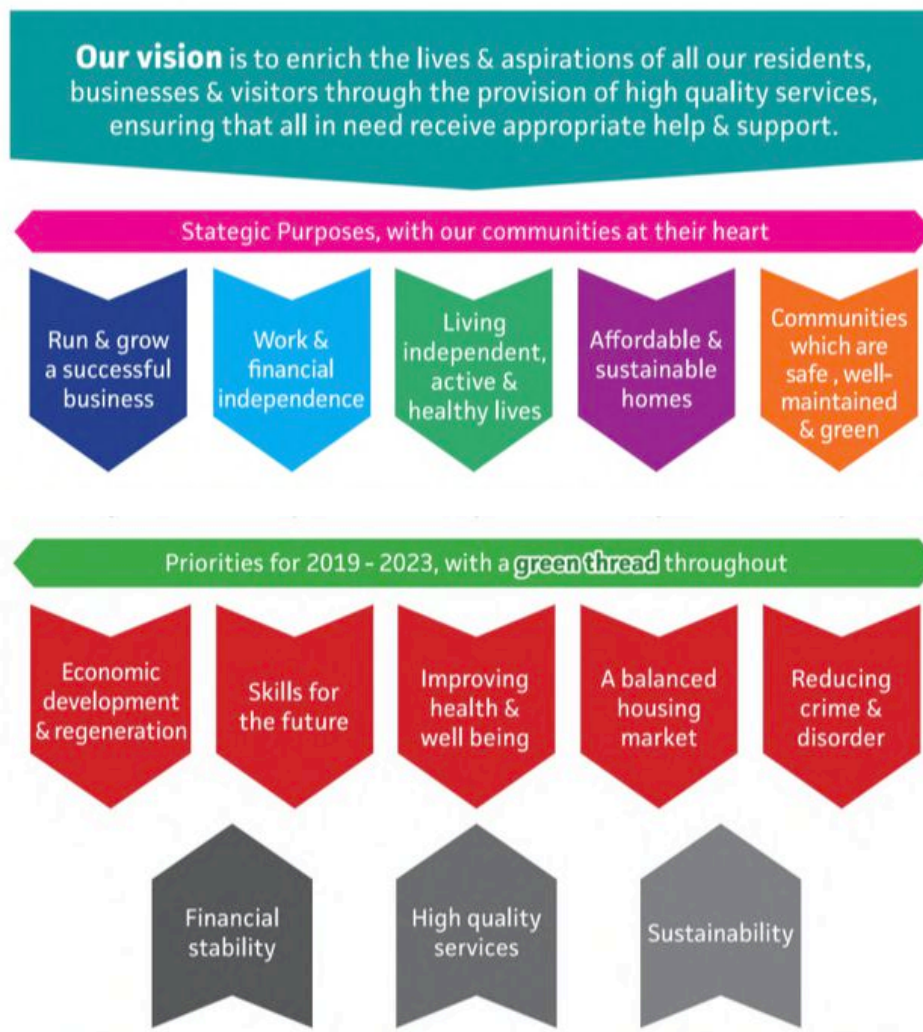 Our vision is to enrich the lives & aspirations of all our residents,
businesses & visitors through the provision of high quality services,
ensuring that all in need receive appropriate help & support.
Stategic Purposes, with our communities at their heart
Run & grow
a successful
business
Work &
financial
independence
Living
independent,
active &
healthy lives
Affordable &
sustainable
homes
Communities
which are
safe , well-
maintained
& green
Priorities for 2019 - 2023, with a green thread throughout
Economic
development
& regeneration
Skills for
the future
Improving
health &
well being
A balanced
housing
market
Reducing
crime &
disorder
Financial
stability
High quality
services
Sustainability